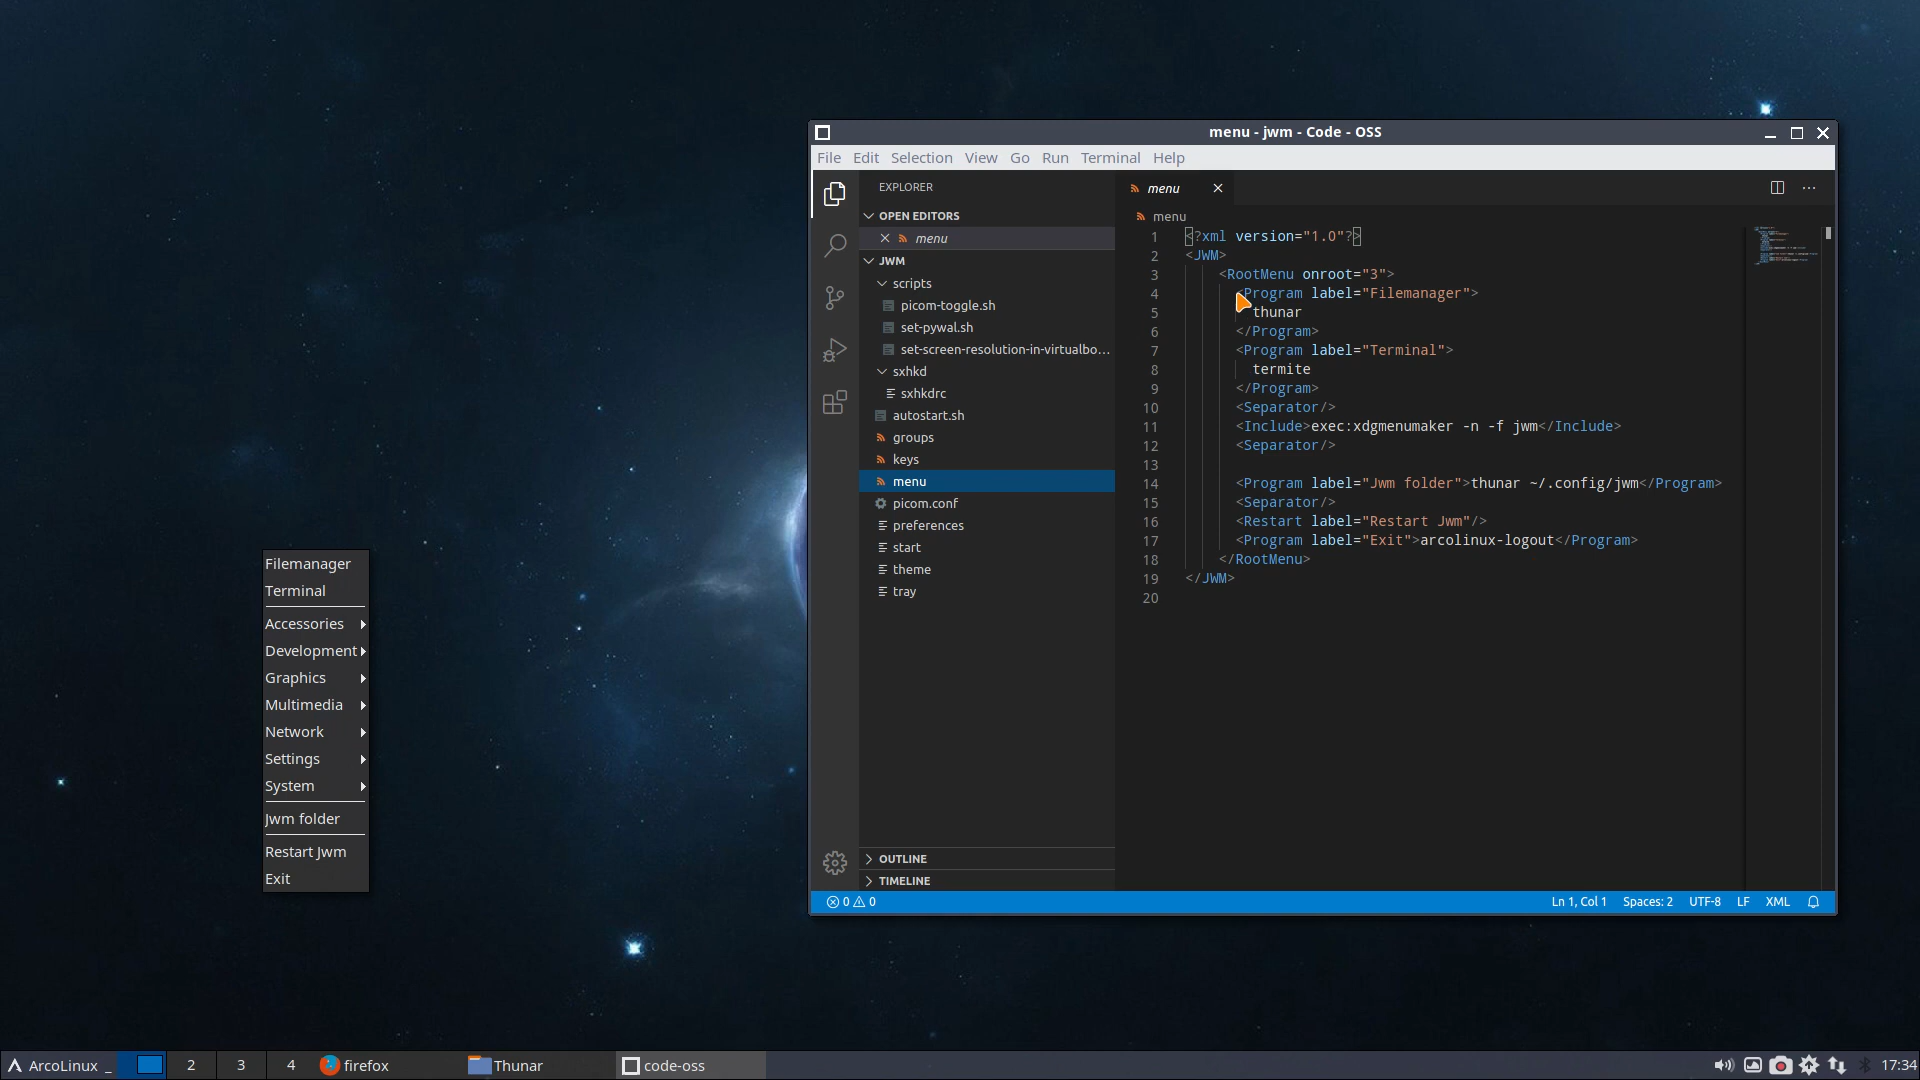 menu - jwm - Code - OSS
File Edit Selection View Go Run Terminal Help
EXPLORER
OPEN EDITORS
menu
JWM
scripts
picom-toggle.sh
set-pywal.sh
set-screen-resolution-in-virtualbo...
sxhkd
sxhkdrc
autostart.sh
groups
keys
menu
picom.conf
preferences
start
theme
tray
OUTLINE
TIMELINE
menu
menu
1 <?xml version="1.0"?>
2 <JWM>
3 <RootMenu onroot="3">
4 <Program label="Filemanager">
5 thunar
6 </Program>
7 <Program label="Terminal">
8 termite
9 </Program>
10 <Separator/>
11 <Include>exec:xdgmenumaker -n -f jwm</Include>
12 <Separator/>
13
14 <Program label="Jwm folder">thunar ~/.config/jwm</Program>
15 <Separator/>
16 <Restart label="Restart Jwm"/>
17 <Program label="Exit">arcolinux-logout</Program>
18 </RootMenu>
19 </JWM>
20
0 0 Ln 1, Col 1 Spaces: 2 UTF-8 LF XML
Filemanager
Terminal
Accessories
Development
Graphics
Multimedia
Network
Settings
System
Jwm folder
Restart Jwm
Exit
ArcoLinux _ 2 3 4 firefox Thunar code-oss 17:34